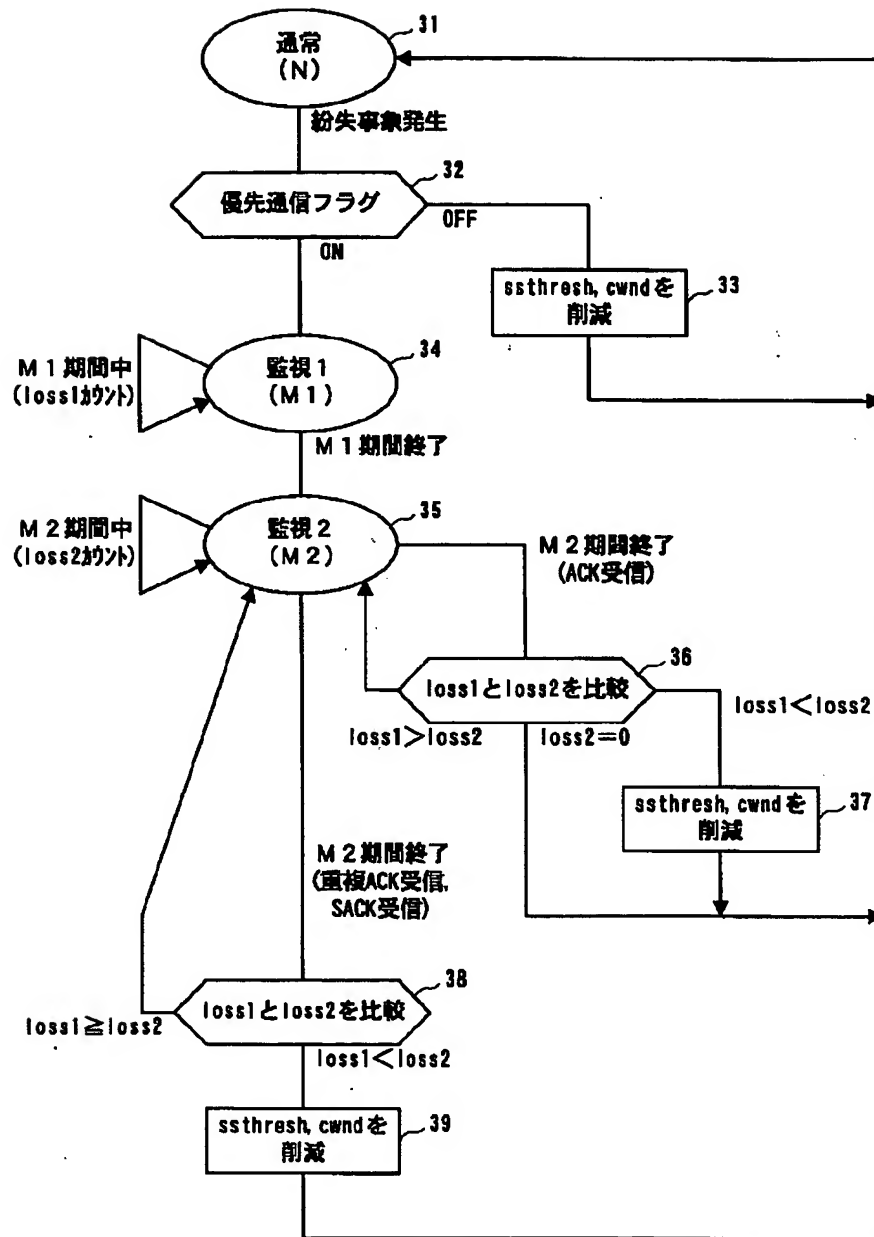 31
通常
(N)
紛失事象発生
32
優先通信フラグ
OFF
ON
ssthresh, cwndを
削減
33
34
M1期間中
(loss1カウント)
監視1
(M1)
M1期間終了
35
M2期間中
(loss2カウント)
監視2
(M2)
M2期間終了
(ACK受信)
36
loss1とloss2を比較
loss1＜loss2
loss1＞loss2
loss2＝0
ssthresh, cwndを
削減
37
M2期間終了
(重複ACK受信,
SACK受信)
38
loss1とloss2を比較
loss1≧loss2
loss1＜loss2
ssthresh, cwndを
削減
39